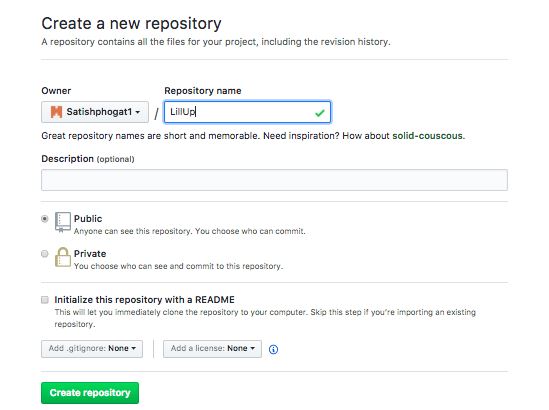 Create a new repository
A repository contains all the files for your project, including the revision history.
Owner
Repository name
Satishphogat1
/
LillUp
Great repository names are short and memorable. Need inspiration? How about solid-couscous.
Description (optional)
Public
Anyone can see this repository. You choose who can commit.
Private
You choose who can see and commit to this repository.
Initialize this repository with a README
This will let you immediately clone the repository to your computer. Skip this step if you're importing an existing
repository.
Add .gitignore: None
Add a license: None
Create repository